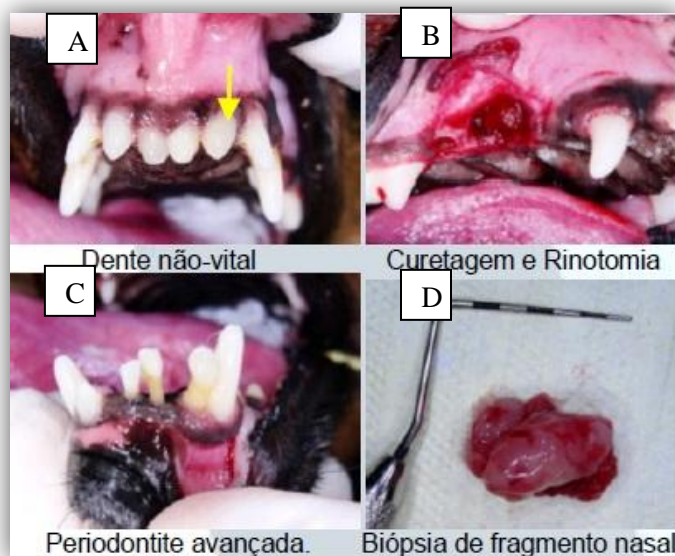 A
B
Dente não-vital
Curetagem e Rinotomia
C
D
Periodontite avançada.
Biópsia de fragmento nasal